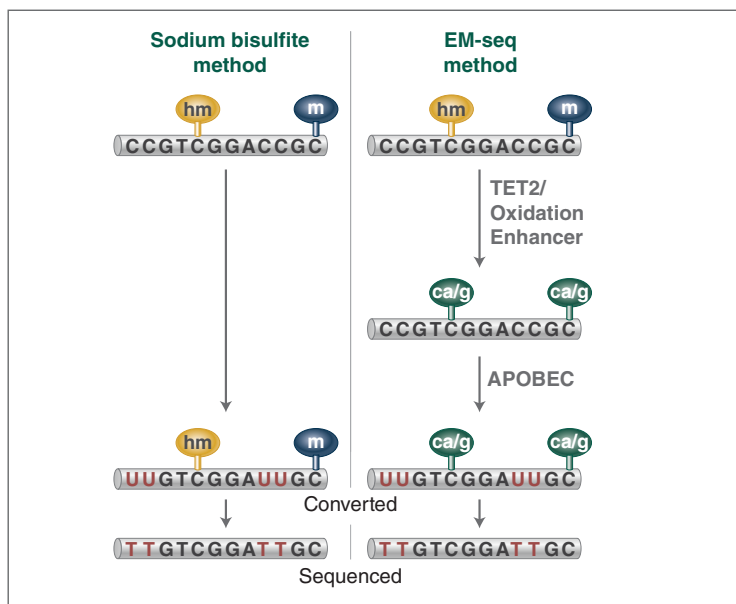 Sodium bisulfite
method
EM-seq
method
hm
m
CCGTCGGACCGC
hm
m
CCGTCGGACCGC
TET2/
Oxidation
Enhancer
ca/g
ca/g
CCGTCGGACCGC
APOBEC
hm
m
UUGTCGGAUUGC
ca/g
ca/g
UUGTCGGAUUGC
Converted
TTGTCGGATTGC
TTGTCGGATTGC
Sequenced